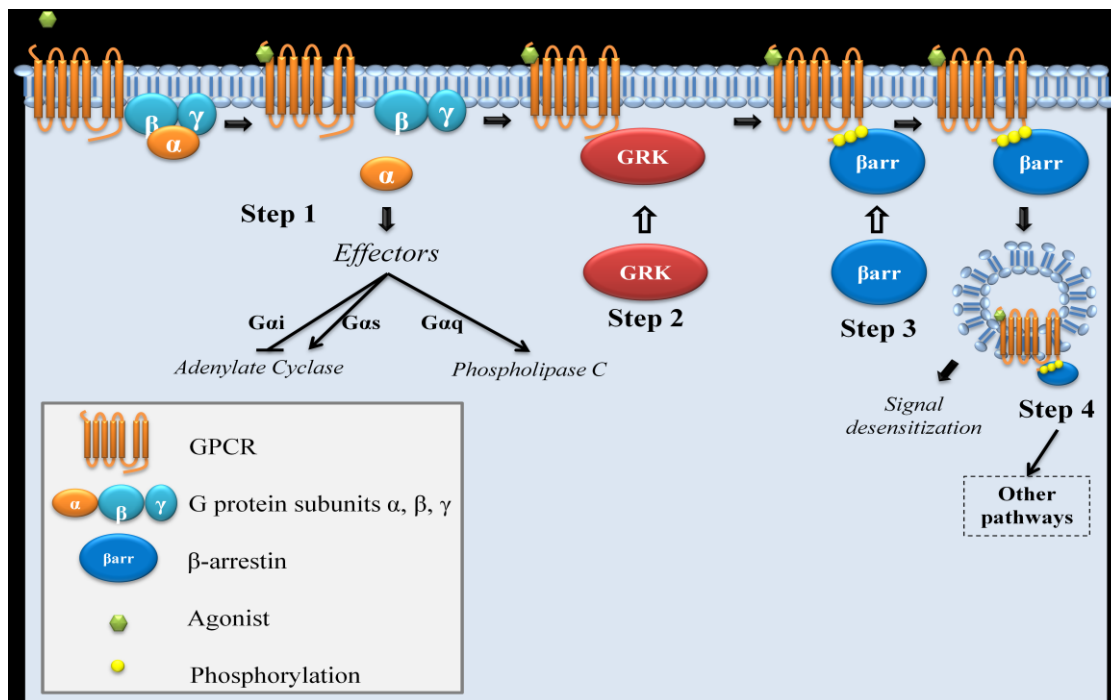 β γ
α
β γ
α
GRK
GRK
βarr
βarr
βarr
Step 1
Effectors
Gαi Gαs Gαq
Adenylate Cyclase
Phospholipase C
Step 2
Step 3
Signal
desensitization
Step 4
Other
pathways
GPCR
α β γ
G protein subunits α, β, γ
βarr
β-arrestin
Agonist
Phosphorylation